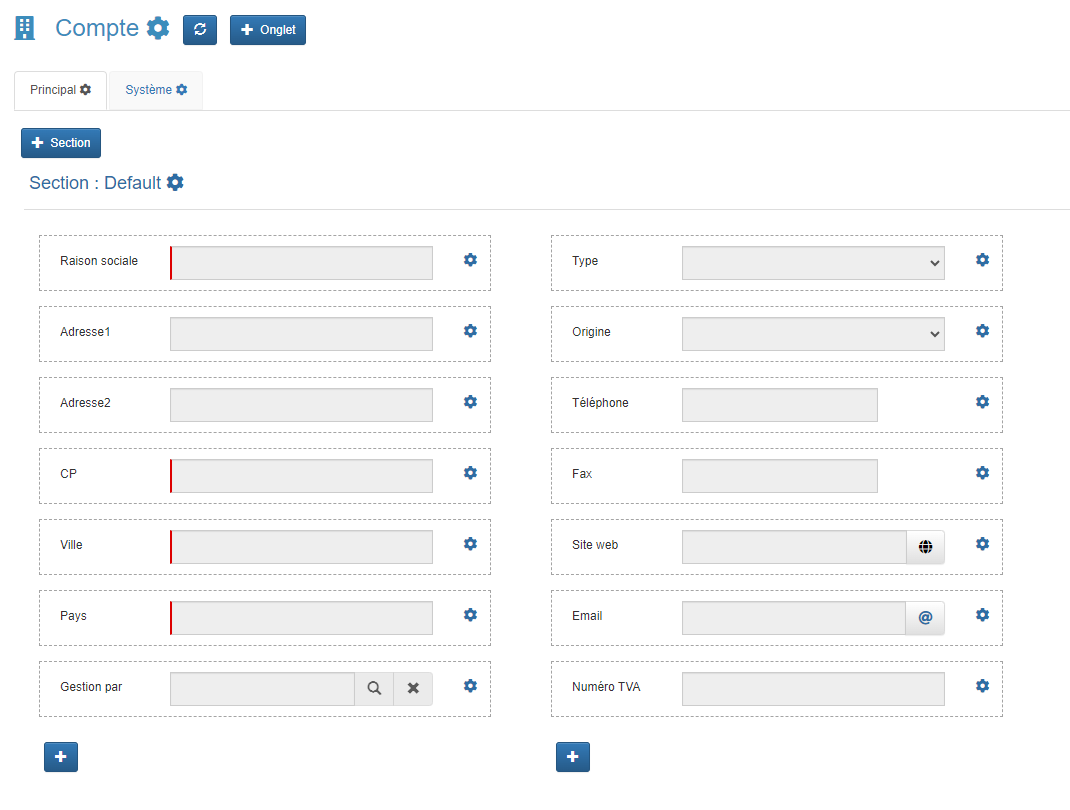 Compte
Onglet
Principal
Système
Section
Section : Default
Raison sociale
Type
Adresse1
Origine
Adresse2
Téléphone
CP
Fax
Ville
Site web
Pays
Email
@
Gestion par
Numéro TVA